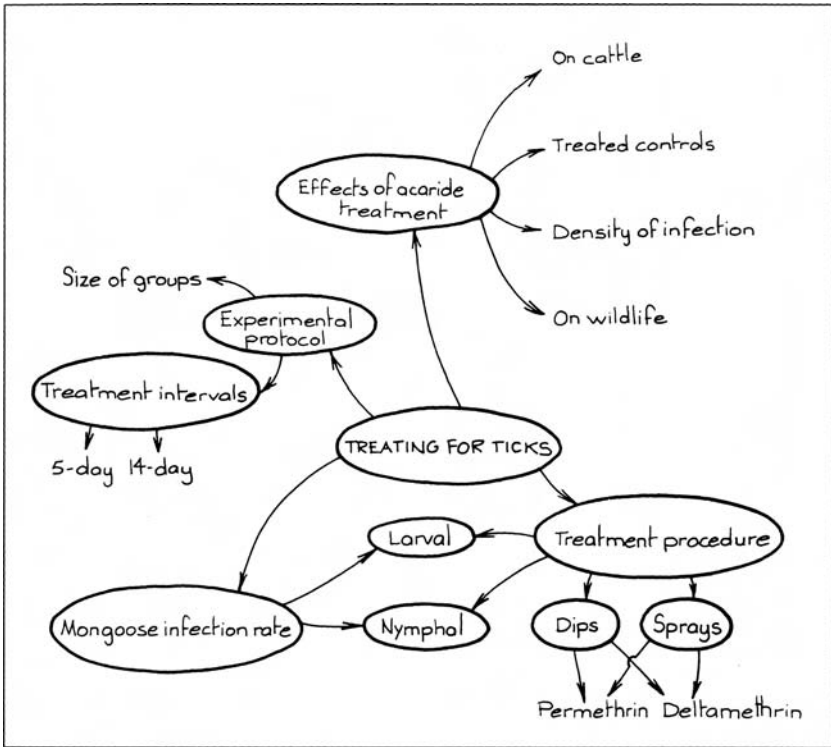 On cattle
Treated controls
Effects of acaride
treatment
Density of infection
On wildlife
Size of groups
Experimental
protocol
Treatment intervals
5-day 14-day
TREATING FOR TICKS
Larval
Treatment procedure
Mongoose infection rate
Nymphal
Dips
Sprays
Permethrin
Deltamethrin